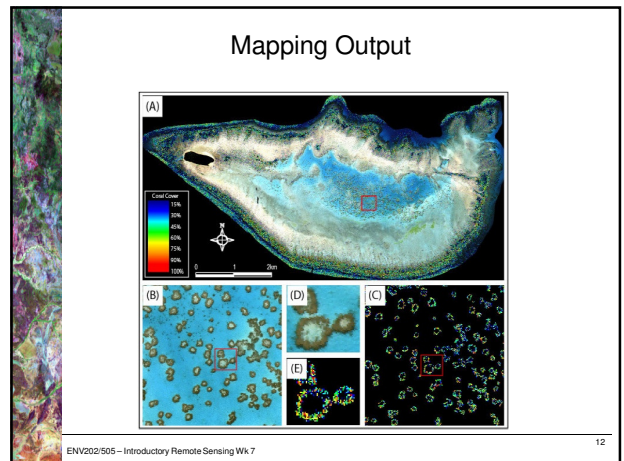 Mapping Output
(A)
Coral Cover
15%
30%
45%
60%
75%
90%
100%
N
0 1 2km
(B)
(D)
(C)
(E)
ENV202/505 – Introductory Remote Sensing Wk 7
12